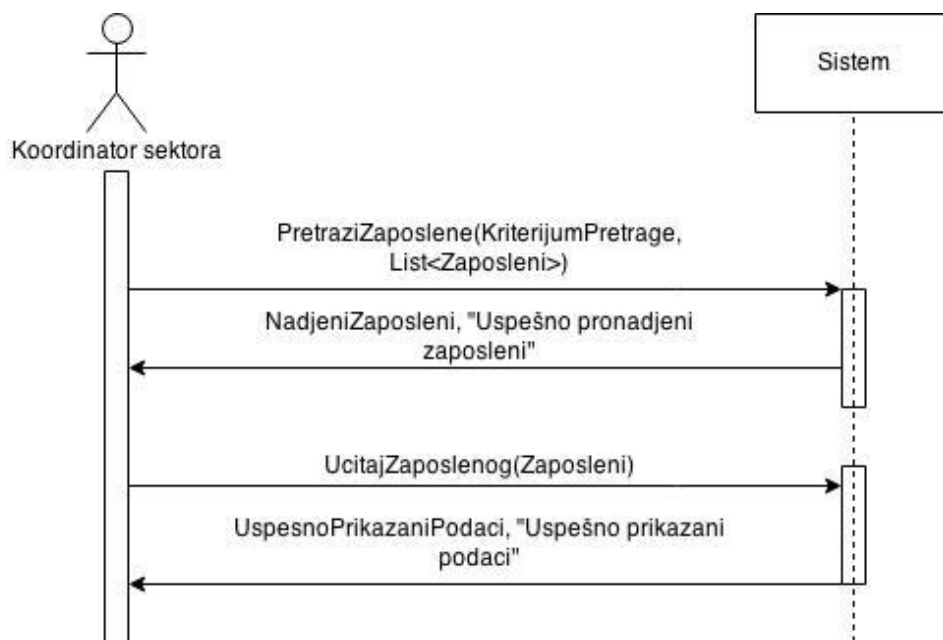 Sistem
Koordinator sektora
PretraziZaposlene(KriterijumPretrage,
List<Zaposleni>)
NadjeniZaposleni, "Uspešno pronadjeni
zaposleni"
UcitajZaposlenog(Zaposleni)
UspesnoPrikazaniPodaci, "Uspešno prikazani
podaci"